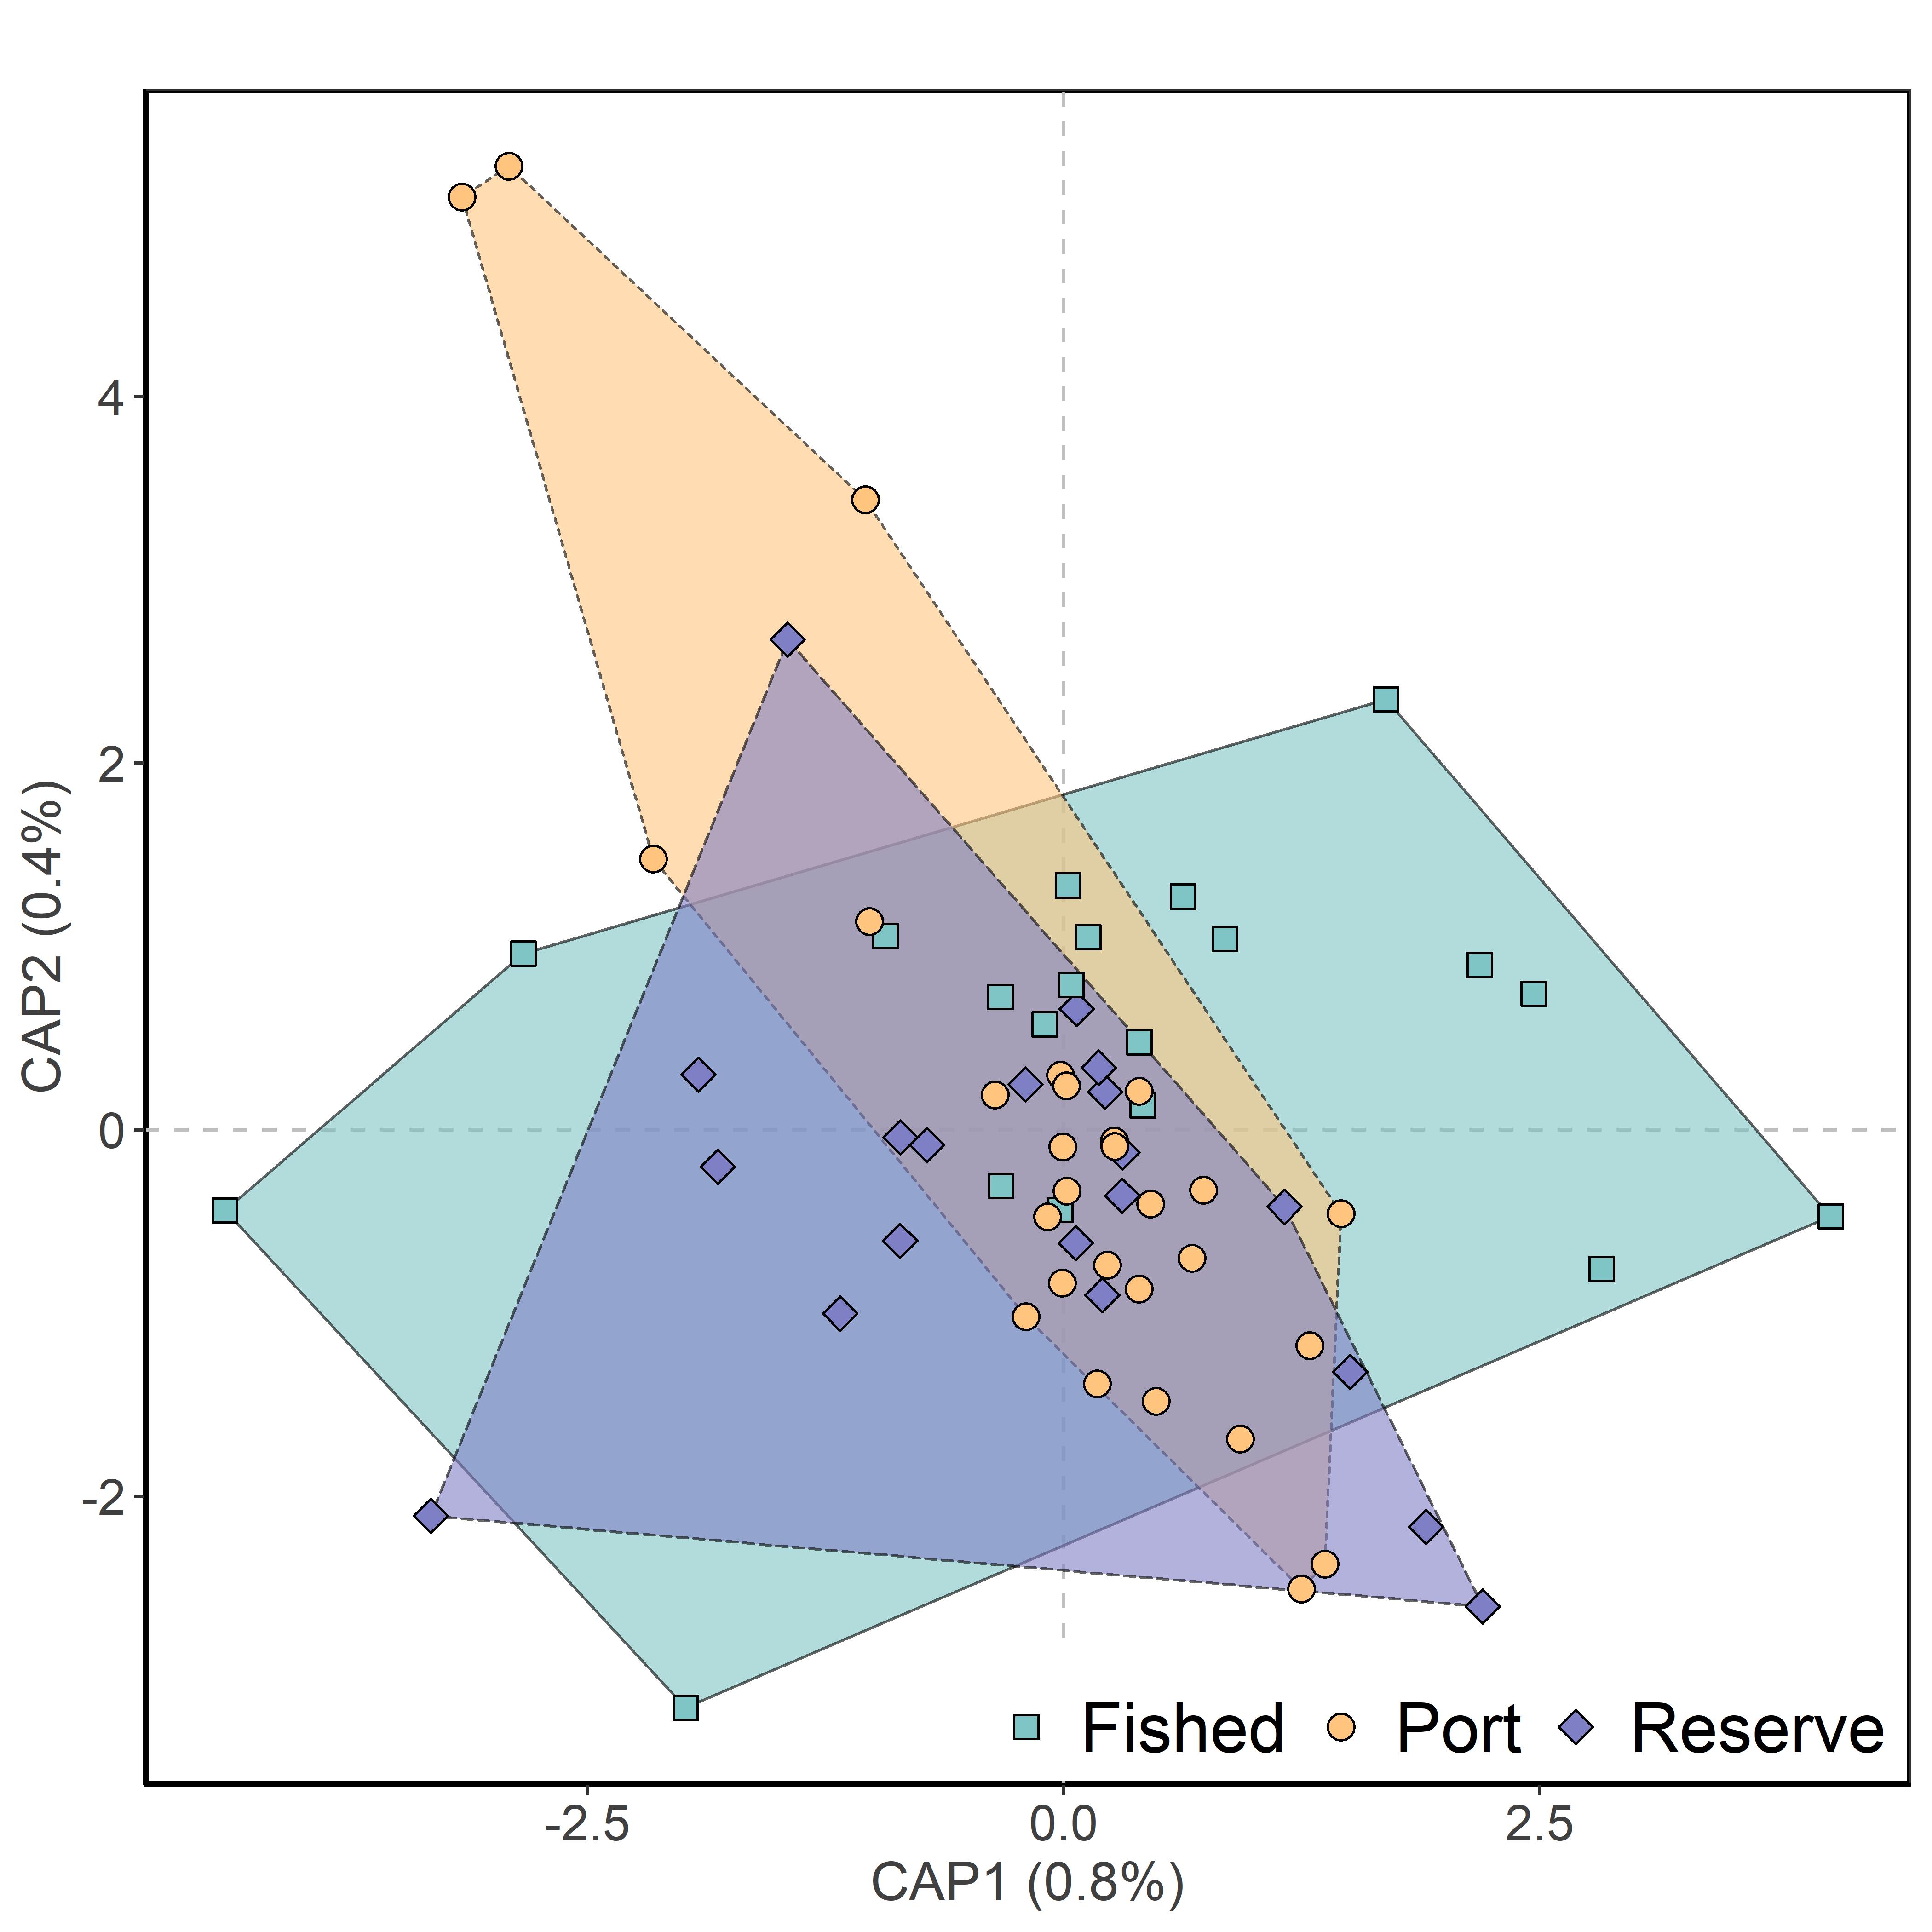 CAP2 (0.4%)
4
2
0
-2
Fished Port Reserve
-2.5 0.0 2.5
CAP1 (0.8%)